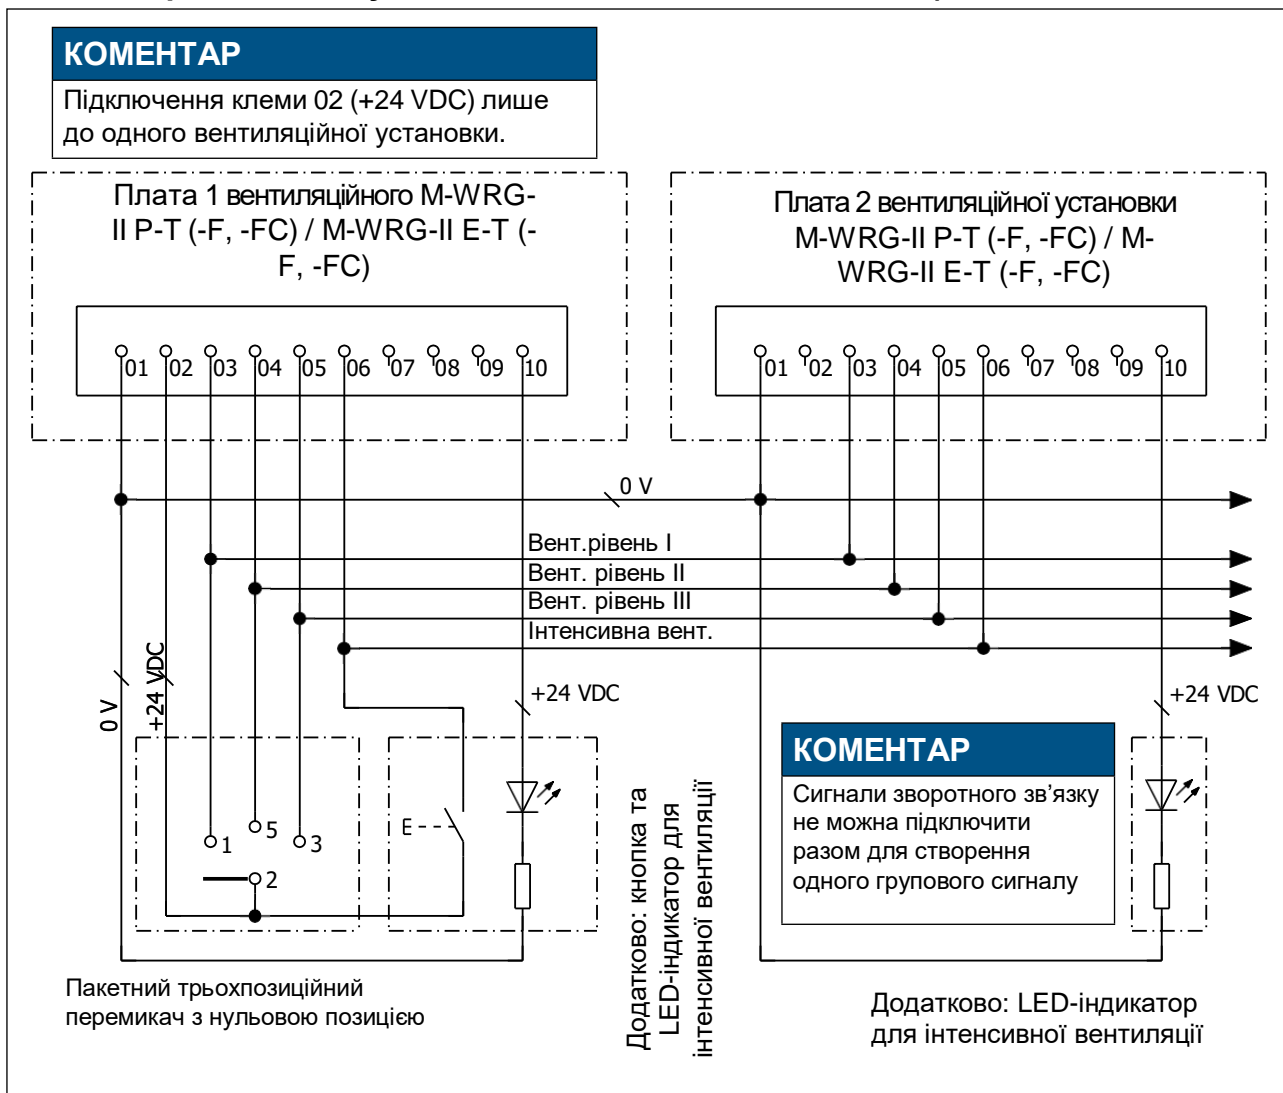 КОМЕНТАР
Підключення клеми 02 (+24 VDC) лише
до одного вентиляційної установки.
Плата 1 вентиляційного M-WRG-
II P-T (-F, -FC) / M-WRG-II E-T (-
F, -FC)
Плата 2 вентиляційної установки
M-WRG-II P-T (-F, -FC) / M-
WRG-II E-T (-F, -FC)
01 02 03 04 05 06 07 08 09 10
01 02 03 04 05 06 07 08 09 10
0 V
Вент.рівень I
Вент. рівень II
Вент. рівень III
Інтенсивна вент.
0 V
+24 VDC
+24 VDC
+24 VDC
1
5
3
2
E
КОМЕНТАР
Сигнали зворотного зв’язку
не можна підключити
разом для створення
одного групового сигналу
Додатково: кнопка та
LED-індикатор для
інтенсивної вентиляції
Пакетний трьохпозиційний
перемикач з нульовою позицією
Додатково: LED-індикатор
для інтенсивної вентиляції